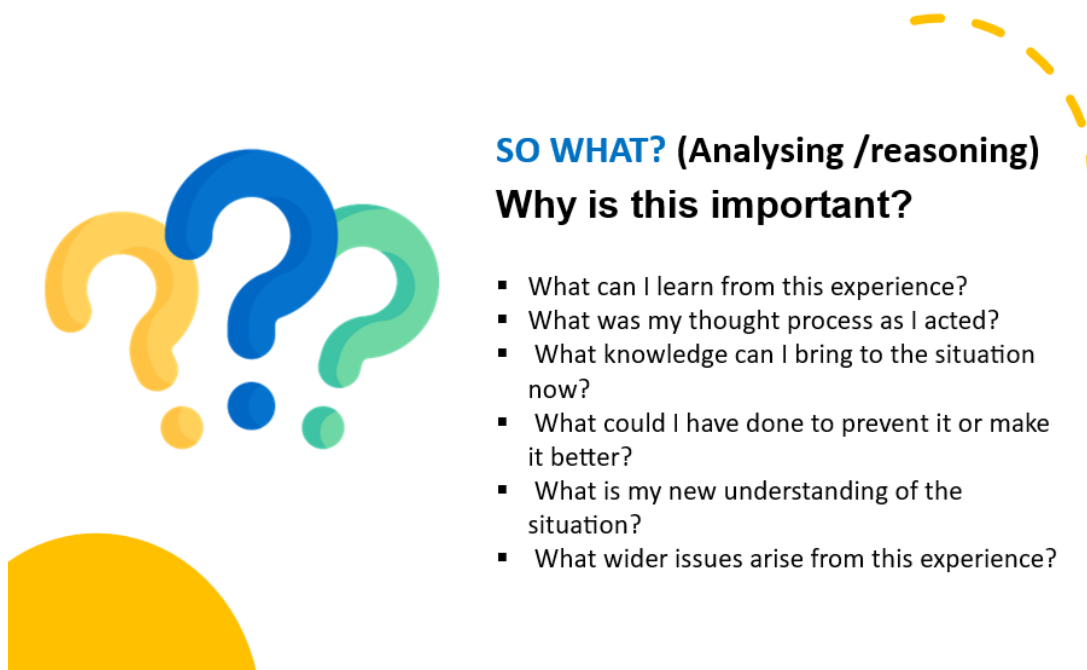 SO WHAT? (Analysing /reasoning)
Why is this important?
▪ What can I learn from this experience?
▪ What was my thought process as I acted?
▪ What knowledge can I bring to the situation
now?
▪ What could I have done to prevent it or make
it better?
▪ What is my new understanding of the
situation?
▪ What wider issues arise from this experience?